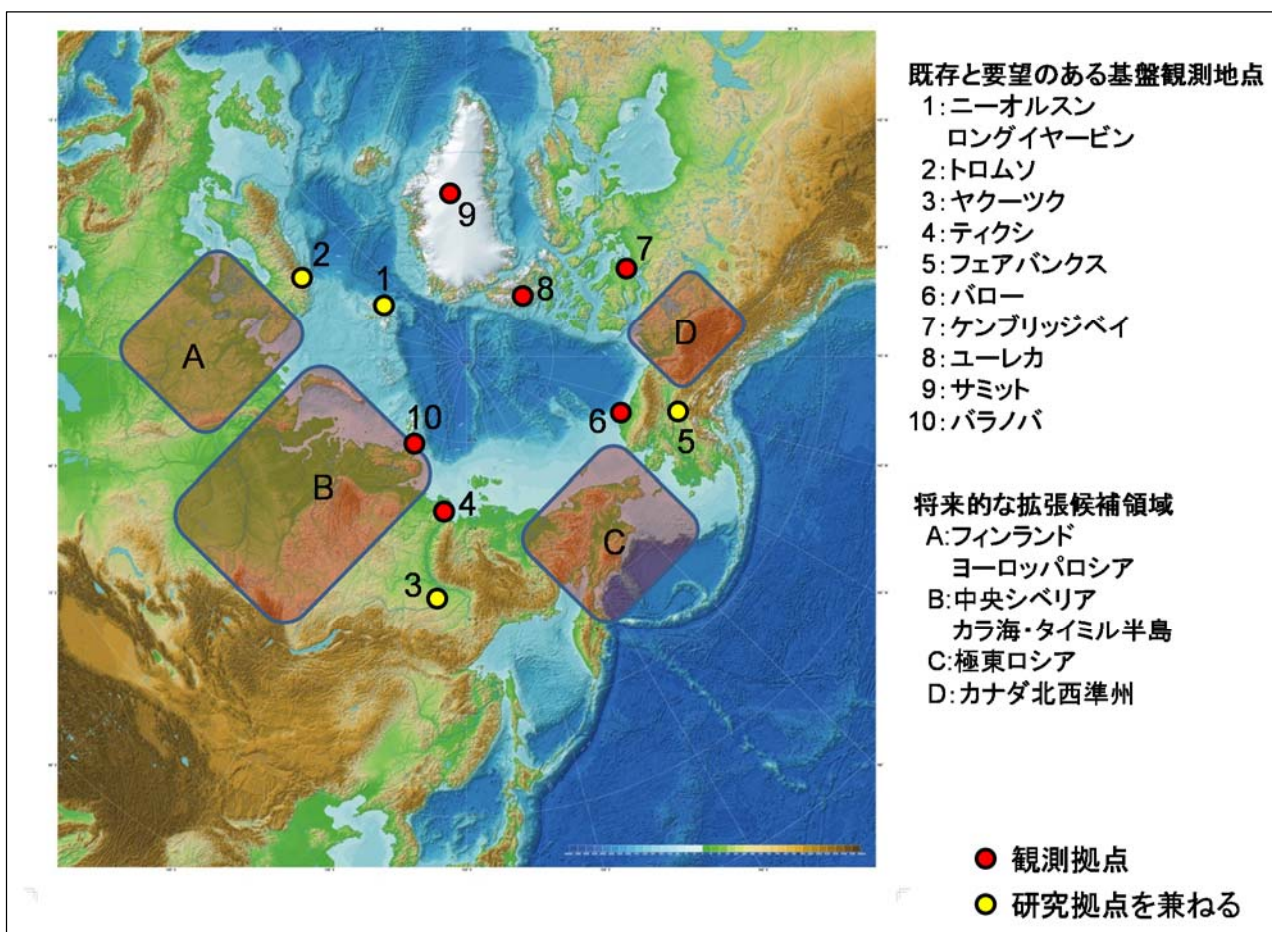 9
2
1
7
8
D
A
10
6
5
B
4
C
3
既存と要望のある基盤観測地点
1:ニーオルスン
ロングイヤービン
2:トロムソ
3:ヤクーツク
4:ティクシ
5:フェアバンクス
6:バロー
7:ケンブリッジベイ
8:ユーレカ
9:サミット
10:バラノバ
将来的な拡張候補領域
A:フィンランド
ヨーロッパロシア
B:中央シベリア
カラ海・タイミル半島
C:極東ロシア
D:カナダ北西準州
観測拠点
研究拠点を兼ねる